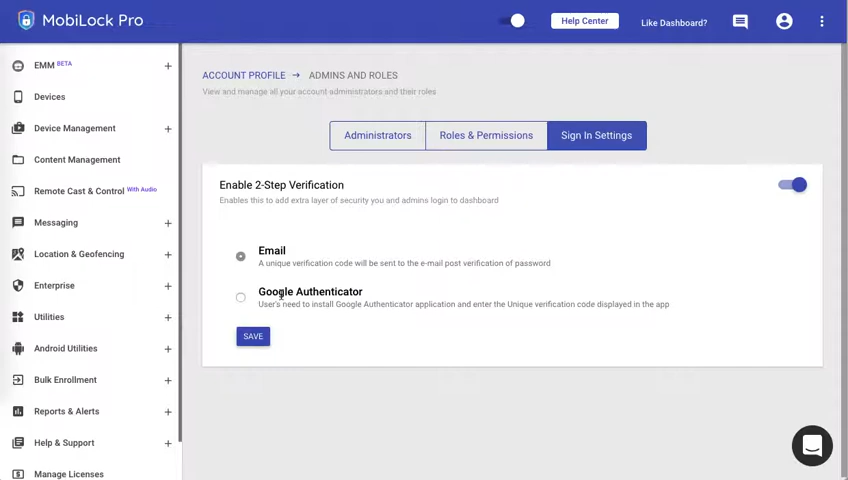 MobiLock Pro
Help Center
Like Dashboard?
EMM BETA
Devices
Device Management
Content Management
Remote Cast & Control With Audio
Messaging
Location & Geofencing
Enterprise
Utilities
Android Utilities
Bulk Enrollment
Reports & Alerts
Help & Support
Manage Licenses
ACCOUNT PROFILE → ADMINS AND ROLES
View and manage all your account administrators and their roles
Administrators
Roles & Permissions
Sign In Settings
Enable 2-Step Verification
Enables this to add extra layer of security you and admins login to dashboard
Email
A unique verification code will be sent to the e-mail post verification of password
Google Authenticator
User's need to install Google Authenticator application and enter the Unique verification code displayed in the app
SAVE